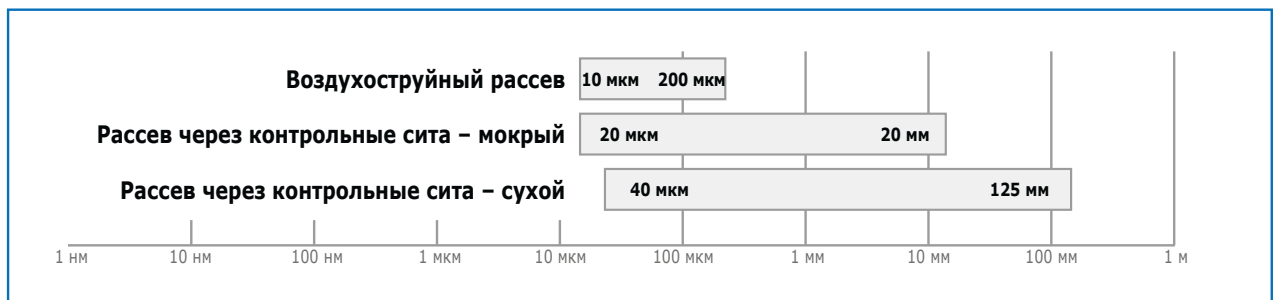 Воздухоструйный рассев 10 мкм 200 мкм
Рассев через контрольные сита – мокрый 20 мкм 20 мм
Рассев через контрольные сита – сухой 40 мкм 125 мм
1 нм 10 нм 100 нм 1 мкм 10 мкм 100 мкм 1 мм 10 мм 100 мм 1 м